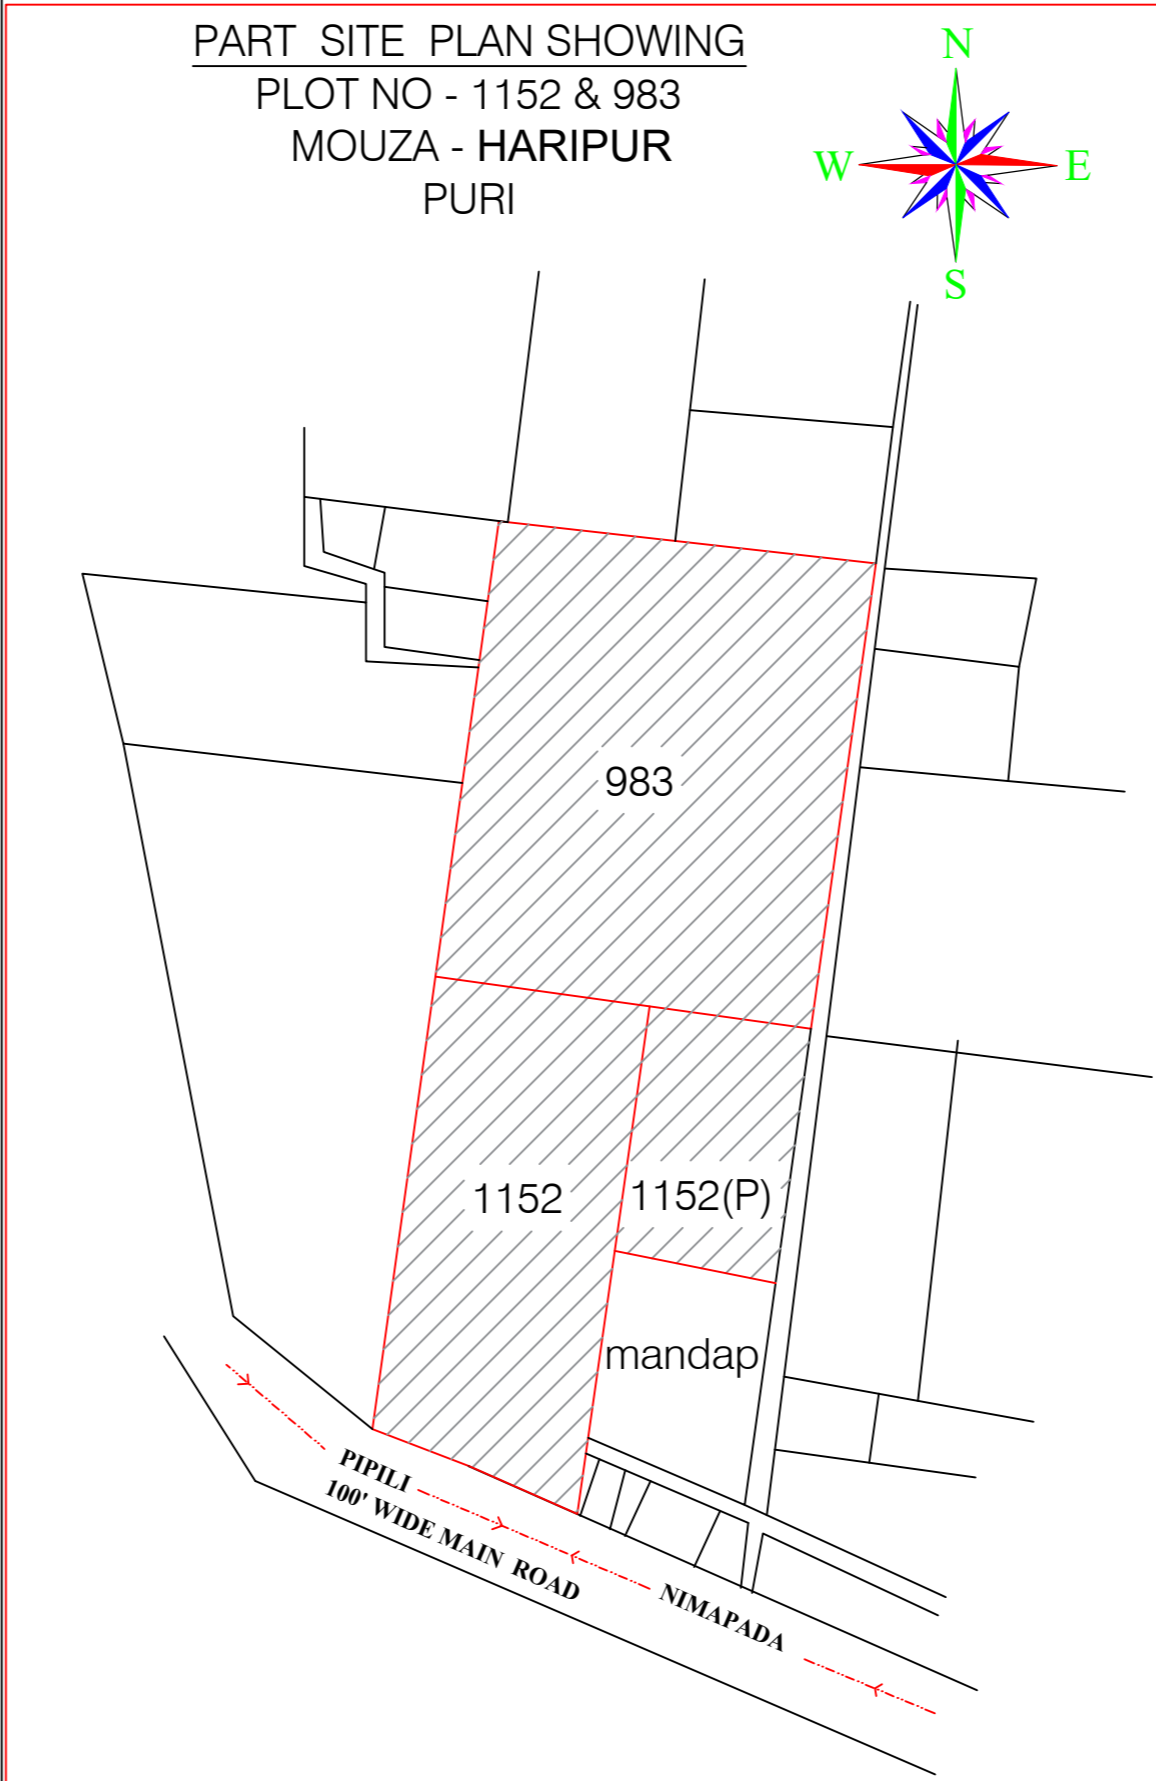 PART SITE PLAN SHOWING
PLOT NO - 1152 & 983
MOUZA - HARIPUR
PURI
N
W
E
S
983
1152
1152(P)
mandap
PIPILI
100' WIDE MAIN ROAD
NIMAPADA